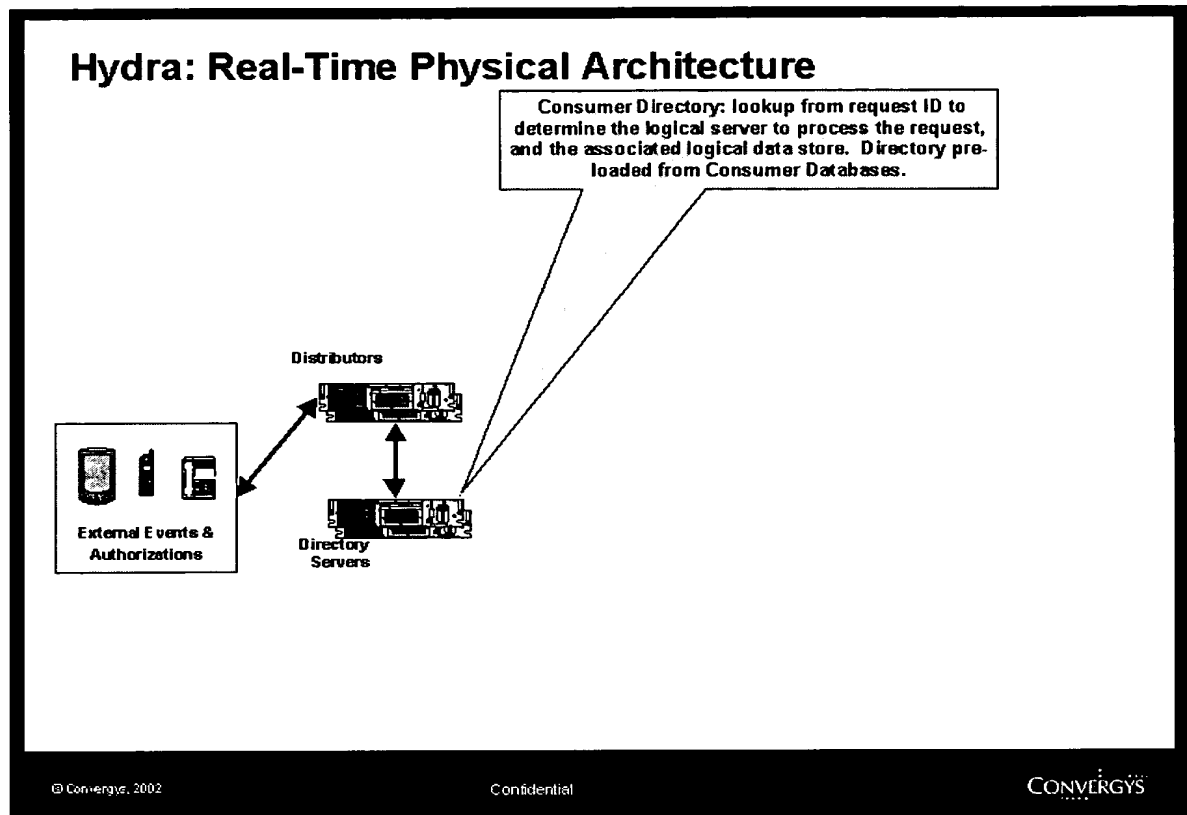 Hydra: Real-Time Physical Architecture
Consumer Directory: lookup from request ID to
determine the logical server to process the request,
and the associated logical data store. Directory pre-
loaded from Consumer Databases.
Distributors
External Events &
Authorizations
Directory
Servers
© Convergys, 2002
Confidential
CONVERGYS